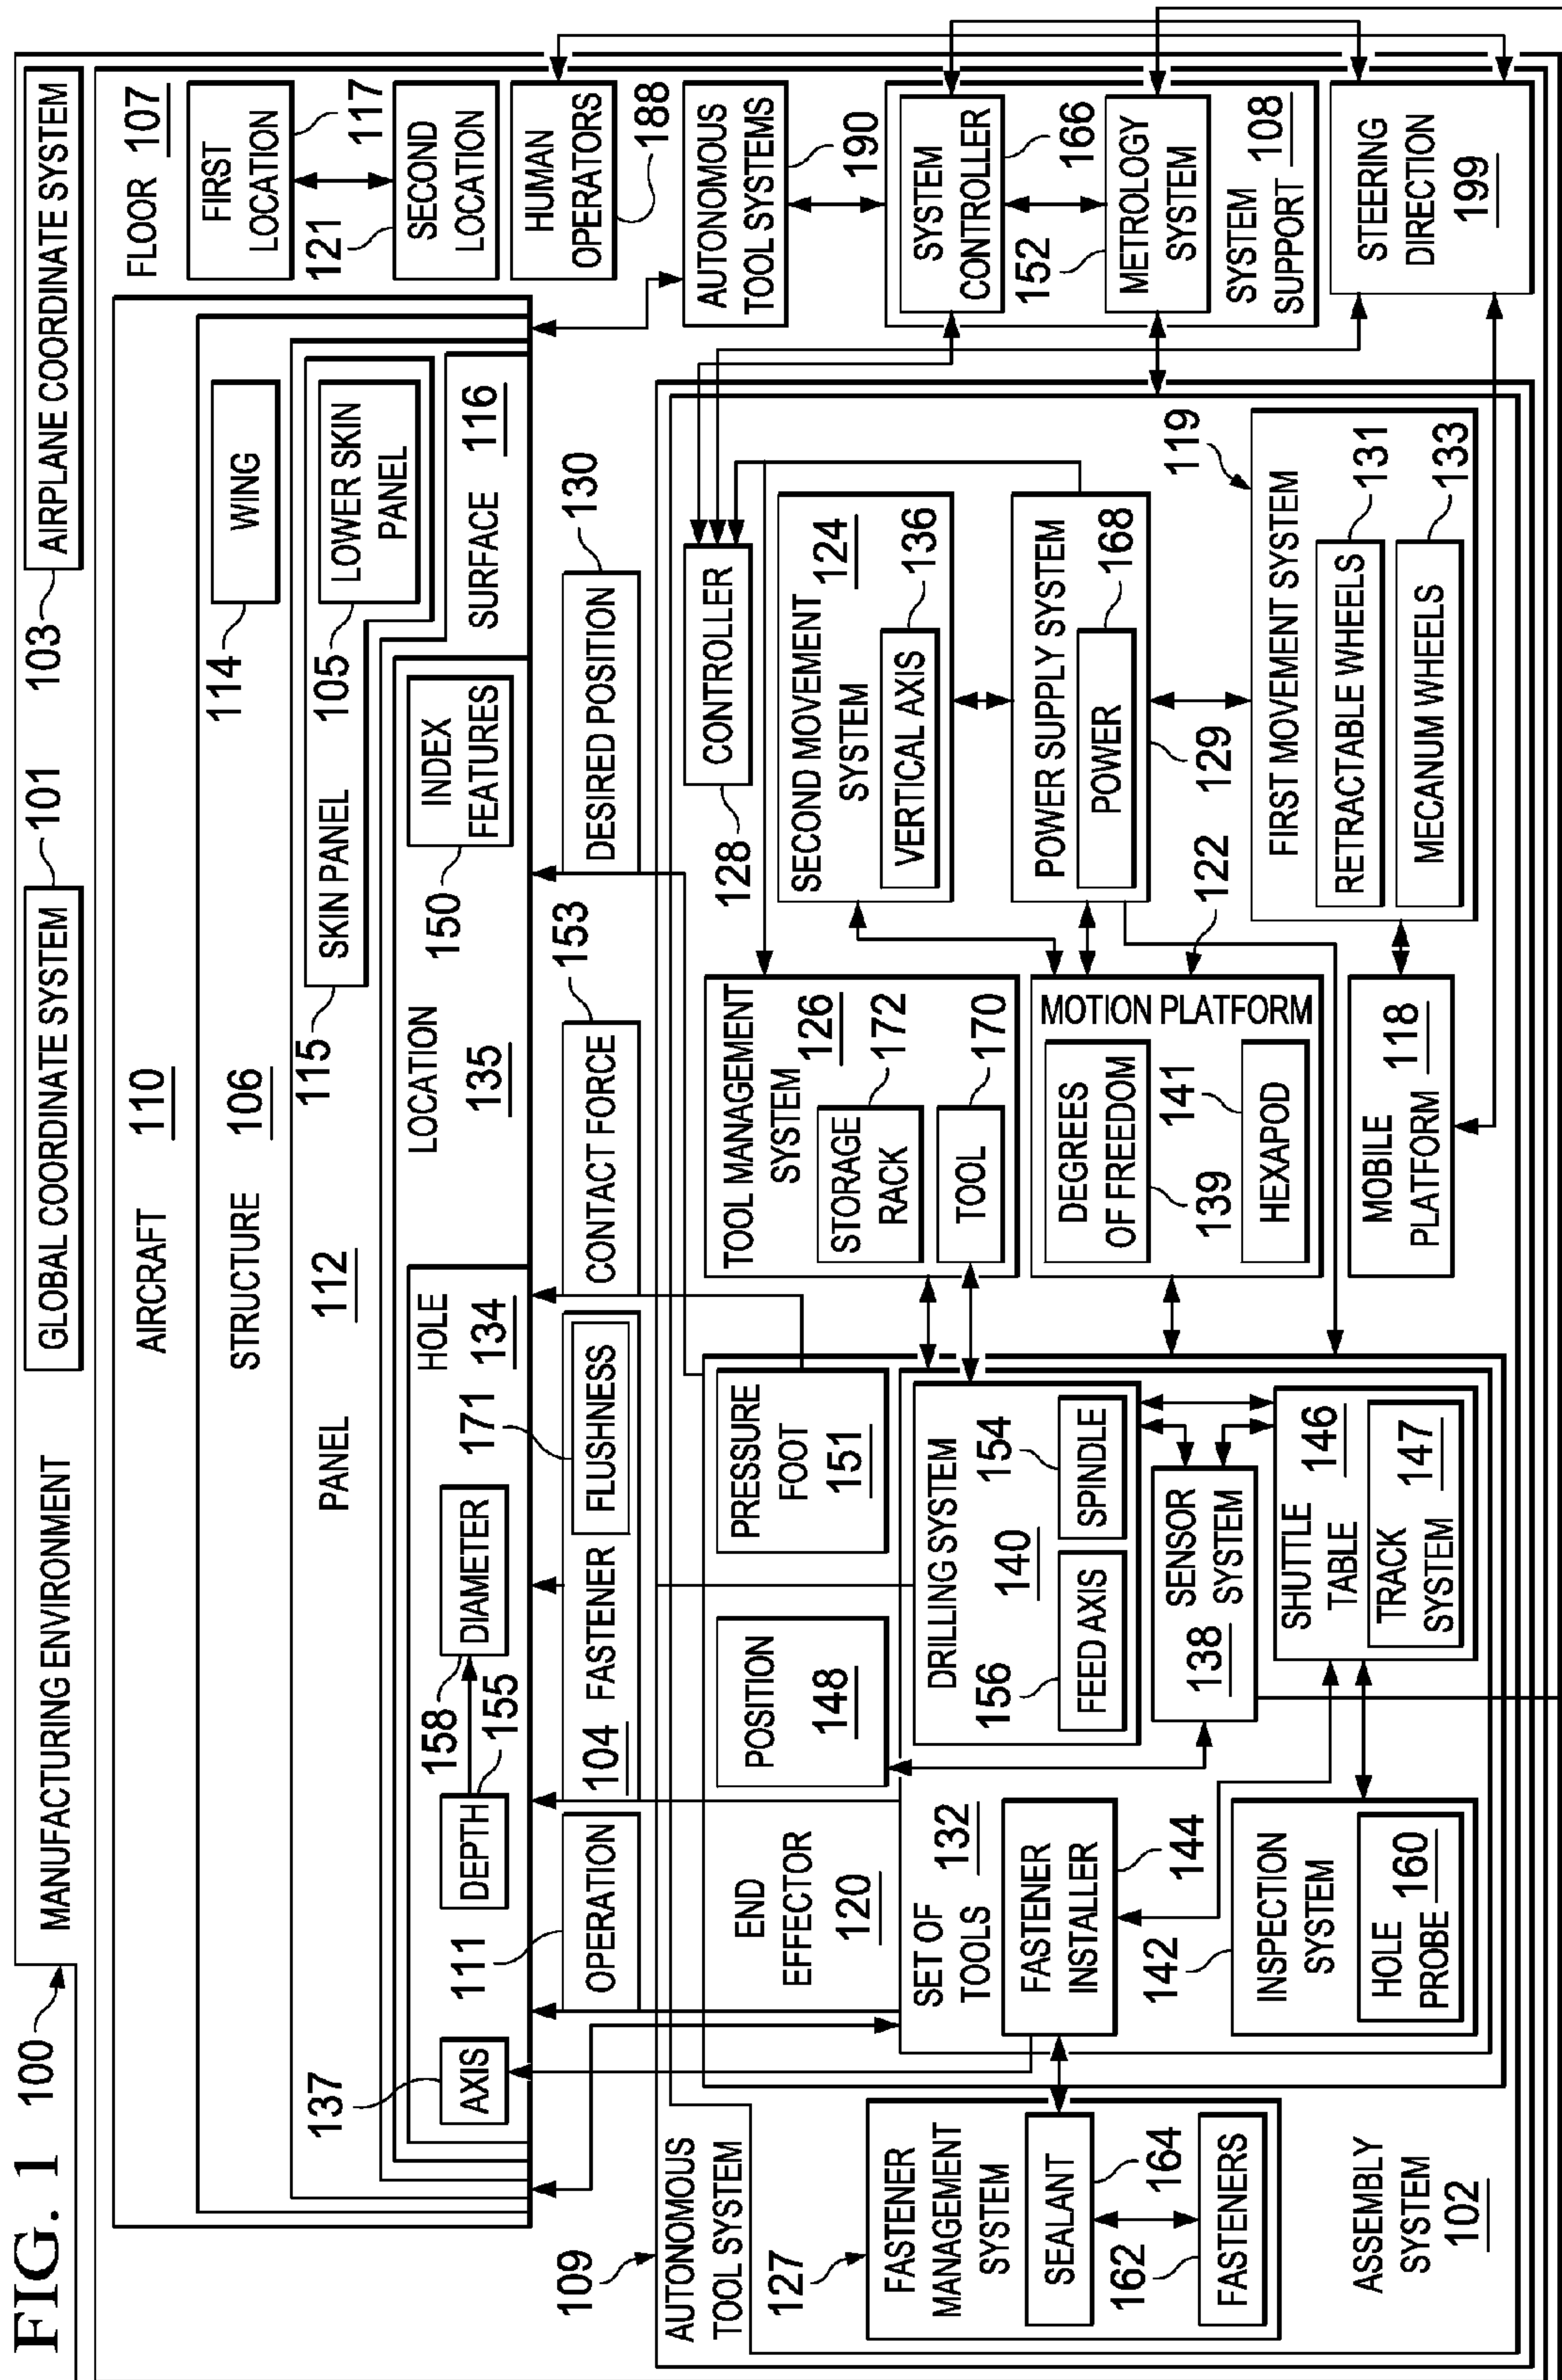 FIG. 1
100
MANUFACTURING ENVIRONMENT
GLOBAL COORDINATE SYSTEM
101
103
AIRPLANE COORDINATE SYSTEM
AIRCRAFT
110
FLOOR 107
STRUCTURE
106
114
WING
FIRST
LOCATION
117
121
SECOND
LOCATION
HUMAN
OPERATORS
188
PANEL
112
115
SKIN PANEL
105
LOWER SKIN
PANEL
SURFACE
116
137
AXIS
111
DEPTH
155
158
DIAMETER
171
HOLE
134
LOCATION
135
150
INDEX
FEATURES
OPERATION
104
FASTENER
FLUSHNESS
CONTACT FORCE
153
DESIRED POSITION
130
109
AUTONOMOUS
TOOL SYSTEM
AUTONOMOUS
TOOL SYSTEMS
190
127
FASTENER
MANAGEMENT
SYSTEM
SEALANT
164
162
FASTENERS
ASSEMBLY
SYSTEM
102
END
EFFECTOR
120
POSITION
148
PRESSURE
FOOT
151
SET OF
TOOLS
132
FASTENER
INSTALLER
144
142
INSPECTION
SYSTEM
HOLE
PROBE
160
DRILLING SYSTEM
140
156
FEED AXIS
154
SPINDLE
SENSOR
SYSTEM
138
SHUTTLE
TABLE
146
TRACK
SYSTEM
147
TOOL MANAGEMENT
SYSTEM
126
STORAGE
RACK
172
TOOL
170
MOTION PLATFORM
122
DEGREES
OF FREEDOM
139
141
HEXAPOD
MOBILE
PLATFORM
118
128
CONTROLLER
SECOND MOVEMENT
SYSTEM
124
VERTICAL AXIS
136
POWER SUPPLY SYSTEM
POWER
168
129
FIRST MOVEMENT SYSTEM
119
RETRACTABLE WHEELS
131
MECANUM WHEELS
133
SYSTEM
CONTROLLER
166
152
METROLOGY
SYSTEM
SYSTEM
SUPPORT
108
STEERING
DIRECTION
199